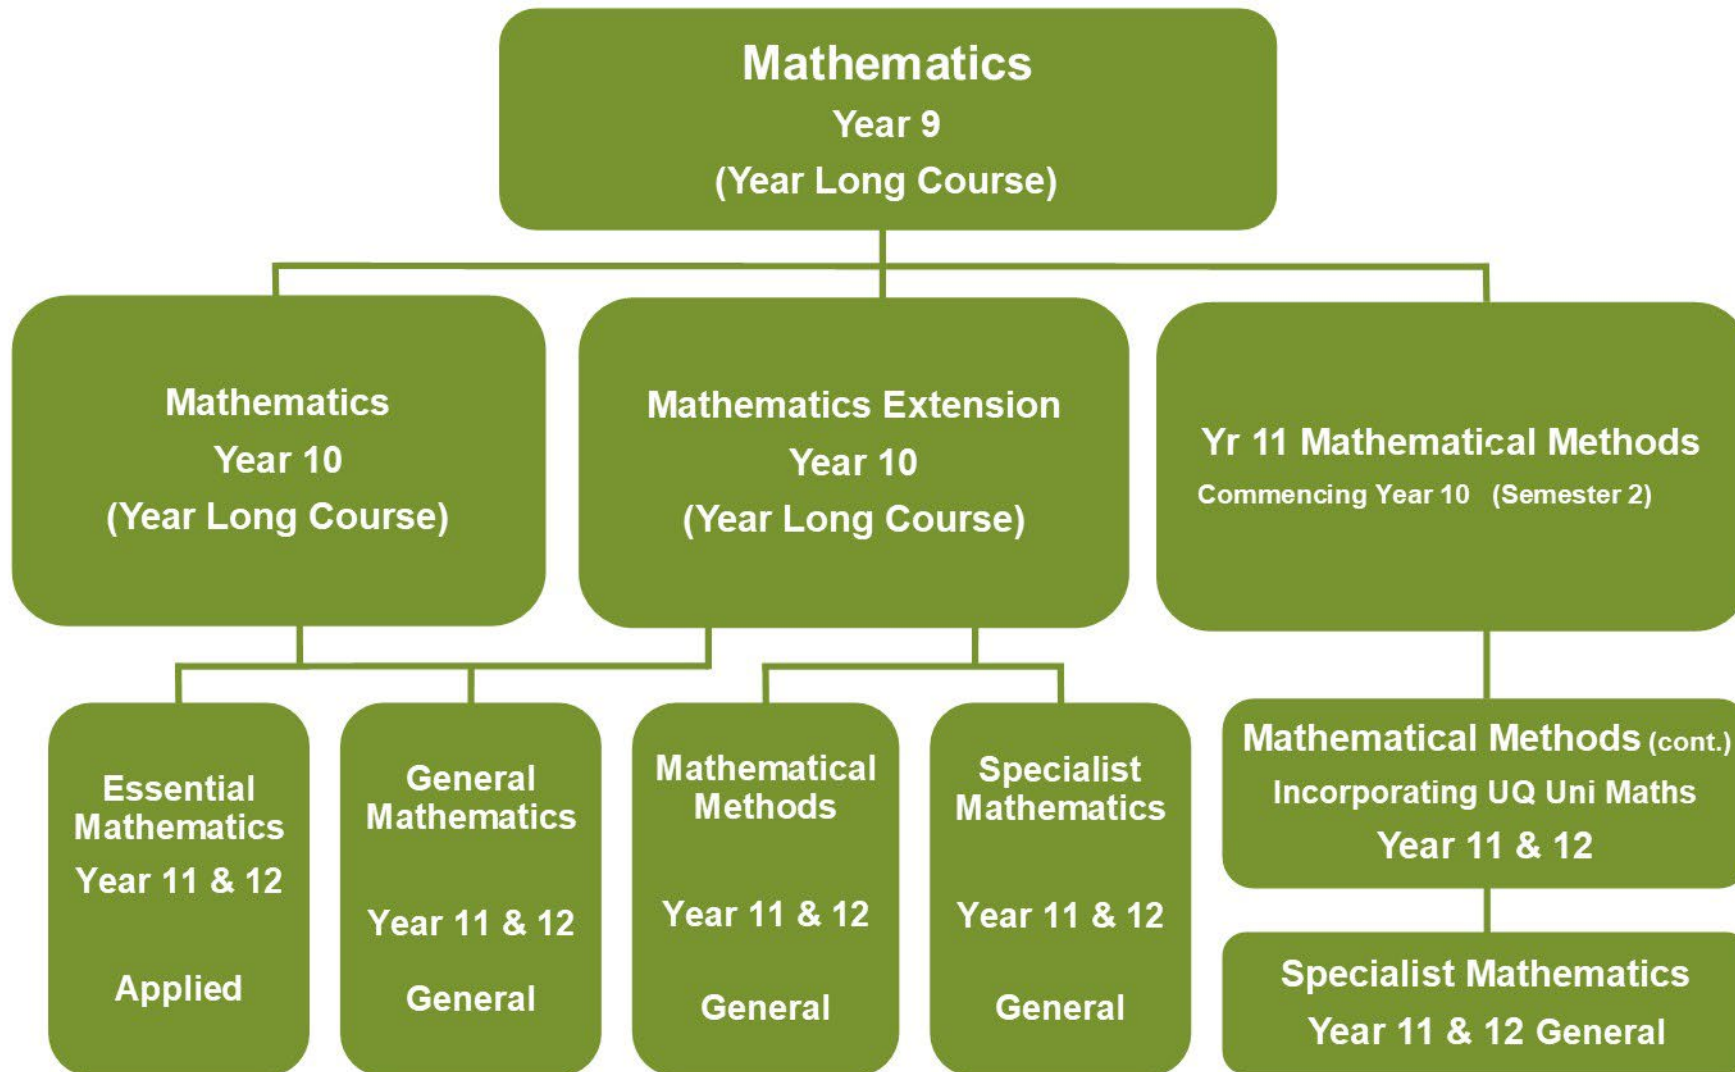 Mathematics
Year 9
(Year Long Course)
Mathematics
Year 10
(Year Long Course)
Mathematics Extension
Year 10
(Year Long Course)
Yr 11 Mathematical Methods
Commencing Year 10 (Semester 2)
Essential
Mathematics
Year 11 & 12
Applied
General
Mathematics
Year 11 & 12
General
Mathematical
Methods
Year 11 & 12
General
Specialist
Mathematics
Year 11 & 12
General
Mathematical Methods (cont.)
Incorporating UQ Uni Maths
Year 11 & 12
Specialist Mathematics
Year 11 & 12 General